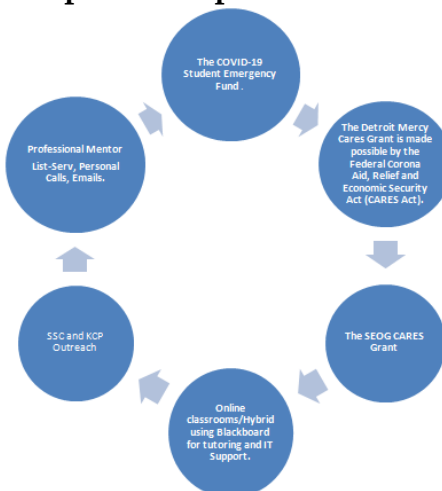 The COVID-19
Student Emergency
Fund .
The Detroit Mercy
Cares Grant is made
possible by the
Federal Corona
Aid, Relief and
Economic Security
Act (CARES Act).
The SEOG CARES
Grant
Online
classrooms/Hybrid
using Blackboard
for tutoring and IT
Support.
SSC and KCP
Outreach
Professional Mentor
List-Serv, Personal
Calls, Emails.